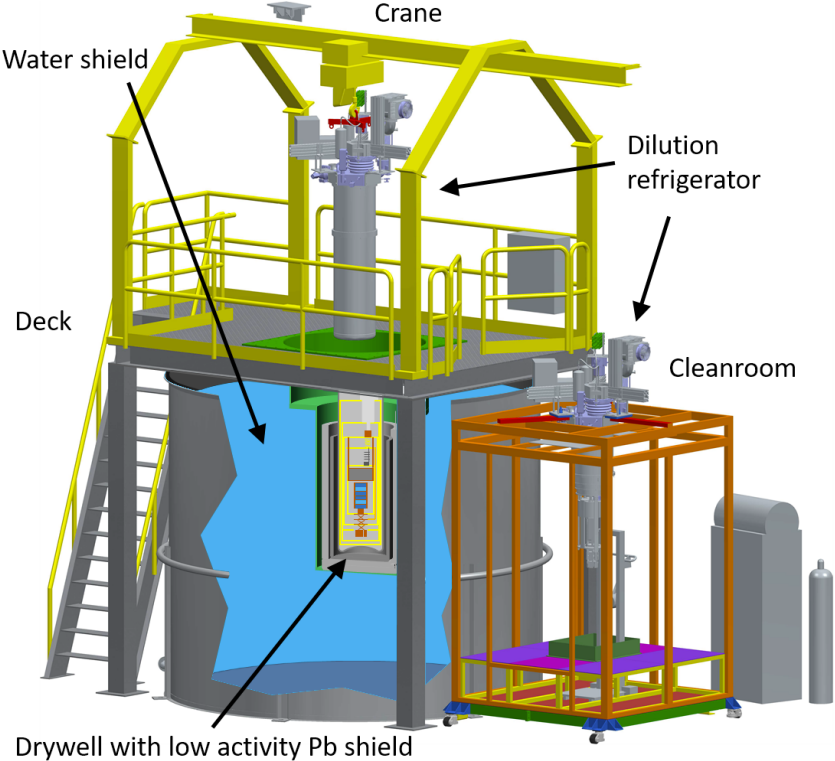 Crane
Water shield
Dilution
refrigerator
Deck
Cleanroom
Drywell with low activity Pb shield